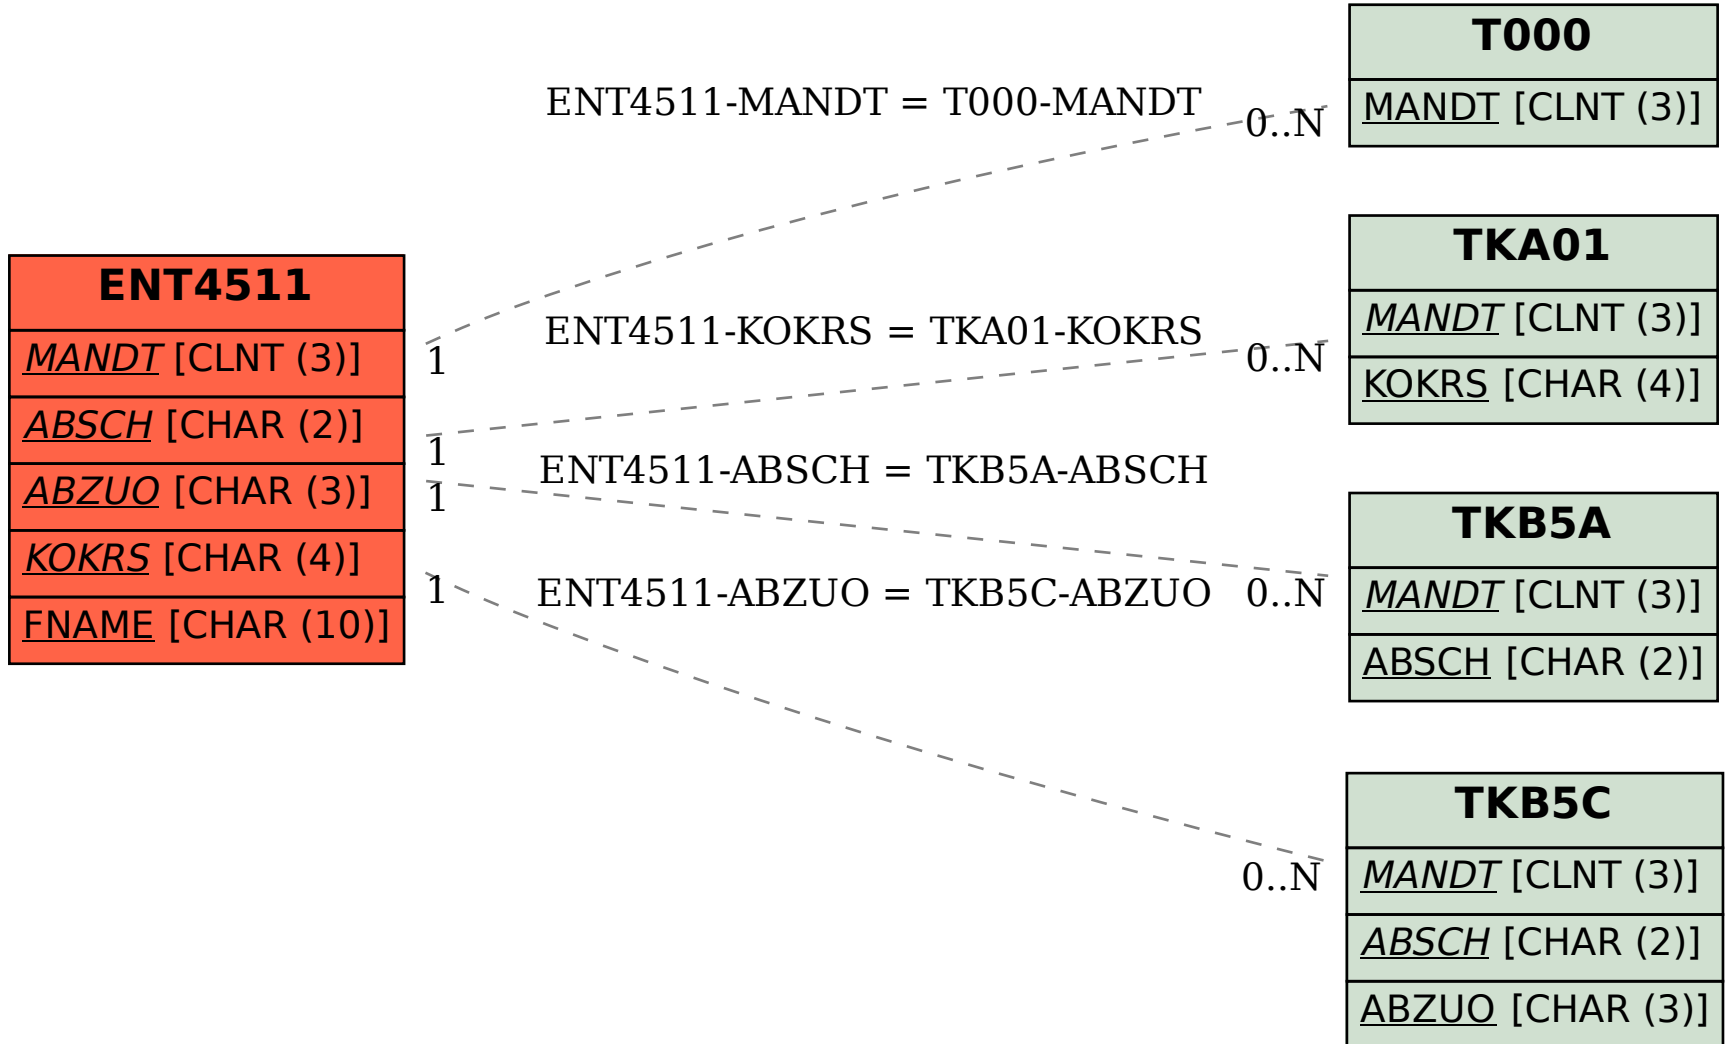 ENT4511
MANDT [CLNT (3)]
ABSCH [CHAR (2)]
ABZUO [CHAR (3)]
KOKRS [CHAR (4)]
FNAME [CHAR (10)]
ENT4511-MANDT = T000-MANDT
1
0..N
ENT4511-KOKRS = TKA01-KOKRS
1
0..N
ENT4511-ABSCH = TKB5A-ABSCH
1
0..N
ENT4511-ABZUO = TKB5C-ABZUO
1
0..N
T000
MANDT [CLNT (3)]
TKA01
MANDT [CLNT (3)]
KOKRS [CHAR (4)]
TKB5A
MANDT [CLNT (3)]
ABSCH [CHAR (2)]
TKB5C
MANDT [CLNT (3)]
ABSCH [CHAR (2)]
ABZUO [CHAR (3)]